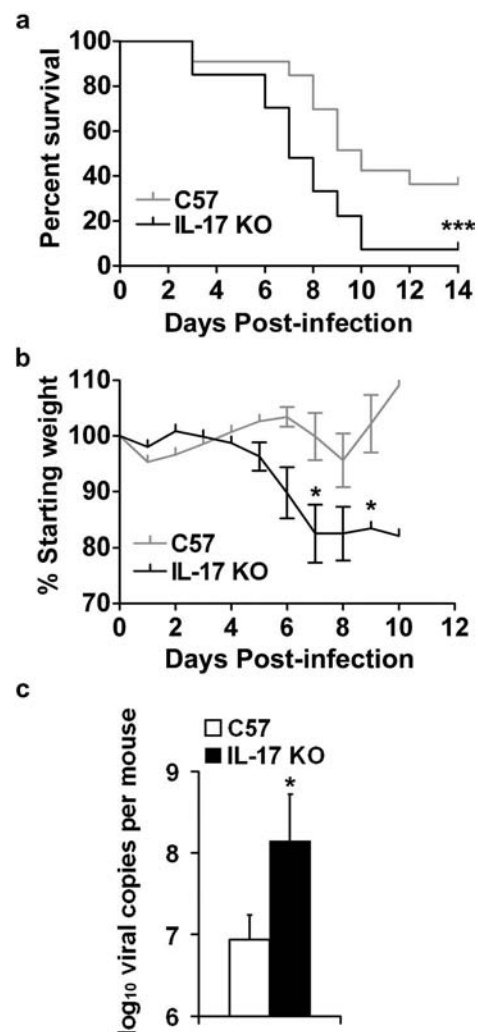 a
Percent survival
100
80
60
40
20
0
C57
IL-17 KO
***
0 2 4 6 8 10 12 14
Days Post-infection
b
% Starting weight
110
100
90
80
70
* *
C57
IL-17 KO
0 2 4 6 8 10 12
Days Post-infection
c
log₁₀ viral copies per mouse
C57
IL-17 KO
*
9
8
7
6